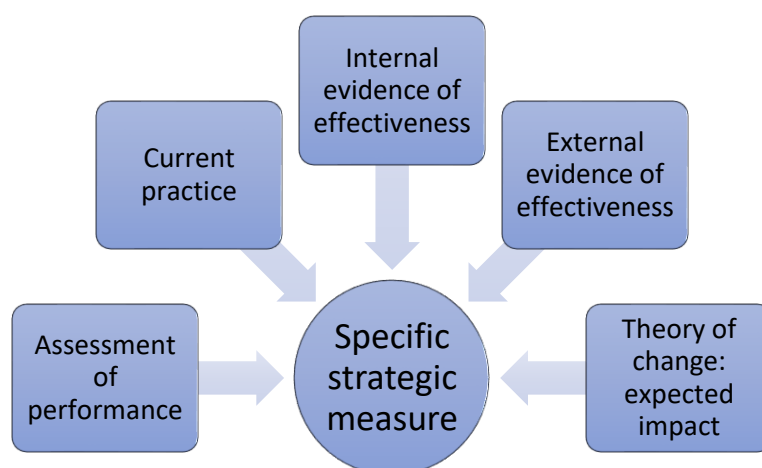 Internal
evidence of
effectiveness
Current
practice
External
evidence of
effectiveness
Assessment
of
performance
Specific
strategic
measure
Theory of
change:
expected
impact